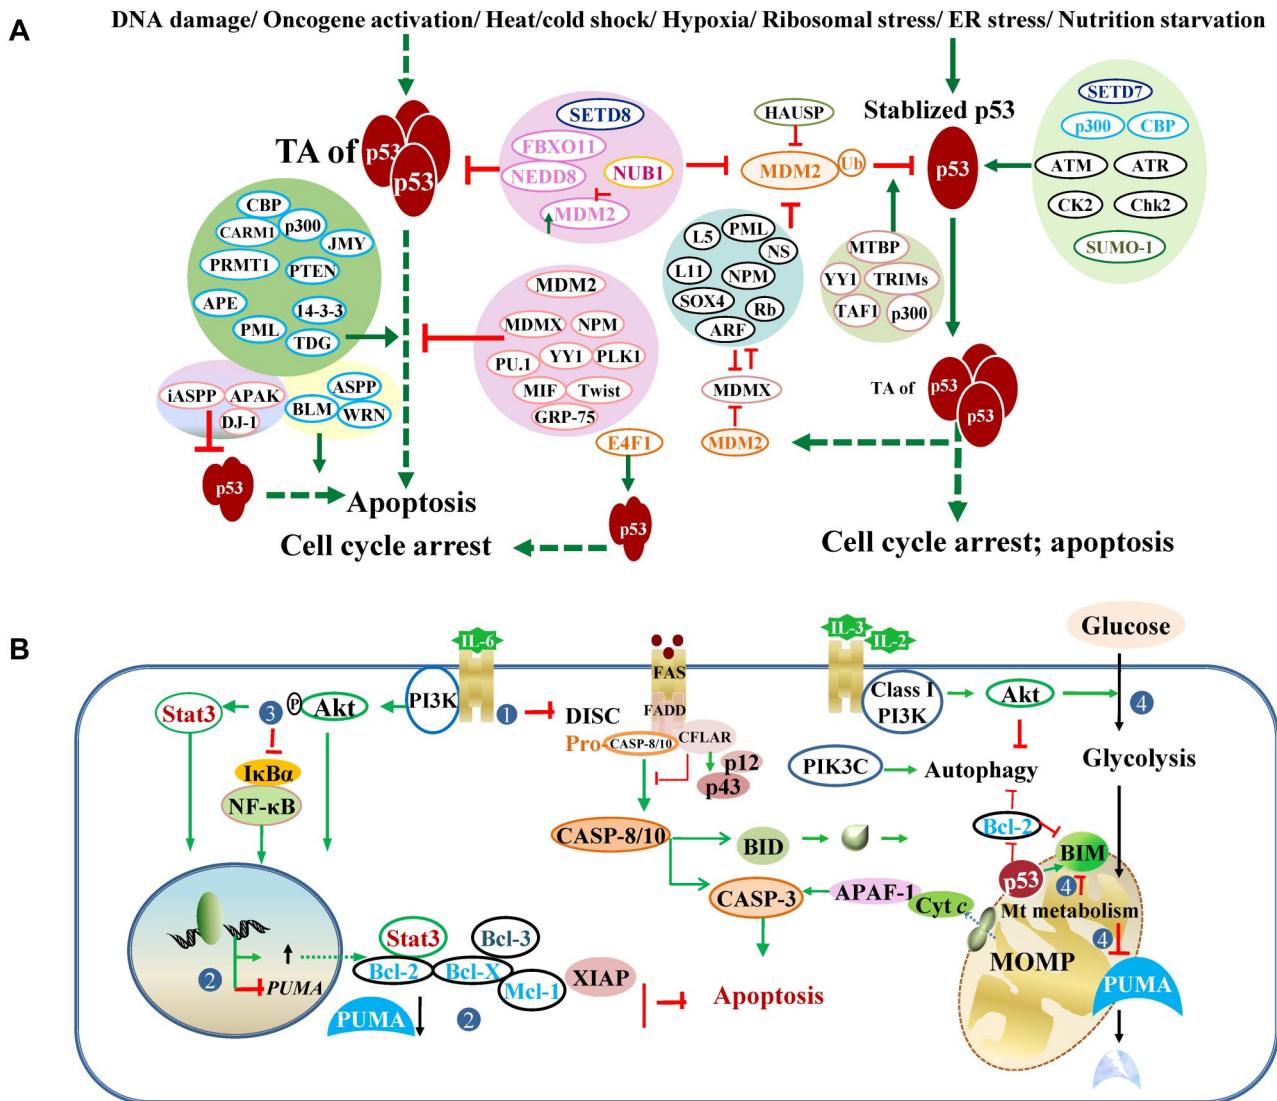 DNA damage/ Oncogene activation/ Heat/cold shock/ Hypoxia/ Ribosomal stress/ ER stress/ Nutrition starvation
A
TA of
p53
p53
SETD8
FBXO11
NEDD8
NUB1
MDM2
HAUSP
MDM2
Ub
Stablized p53
p53
SETD7
p300
CBP
ATM
ATR
CK2
Chk2
SUMO-1
CBP
CARM1
p300
JMY
PRMT1
PTEN
APE
14-3-3
PML
TDG
MDM2
MDMX
NPM
PU.1
YY1
PLK1
MIF
Twist
GRP-75
L5
PML
NS
L11
NPM
SOX4
Rb
ARF
MTBP
YY1
TRIMs
TAF1
p300
iASPP
APAK
DJ-1
ASPP
BLM
WRN
MDMX
MDM2
TA of
p53
p53
E4F1
p53
Apoptosis
p53
Cell cycle arrest
Cell cycle arrest; apoptosis
B
IL-6
IL-3
IL-2
Glucose
PI3K
FAS
Class I
PI3K
Akt
4
Stat3
3
P
Akt
1
DISC
FADD
Pro-
CASP-8/10
CFLAR
p12
p43
PIK3C
Autophagy
Glycolysis
IκBα
NF-κB
CASP-8/10
BID
Bcl-2
BIM
p53
4
CASP-3
APAF-1
Cyt c
Mt metabolism
4
MOMP
PUMA
2
PUMA
Stat3
Bcl-3
Bcl-2
Bcl-X
Mcl-1
XIAP
PUMA
2
Apoptosis